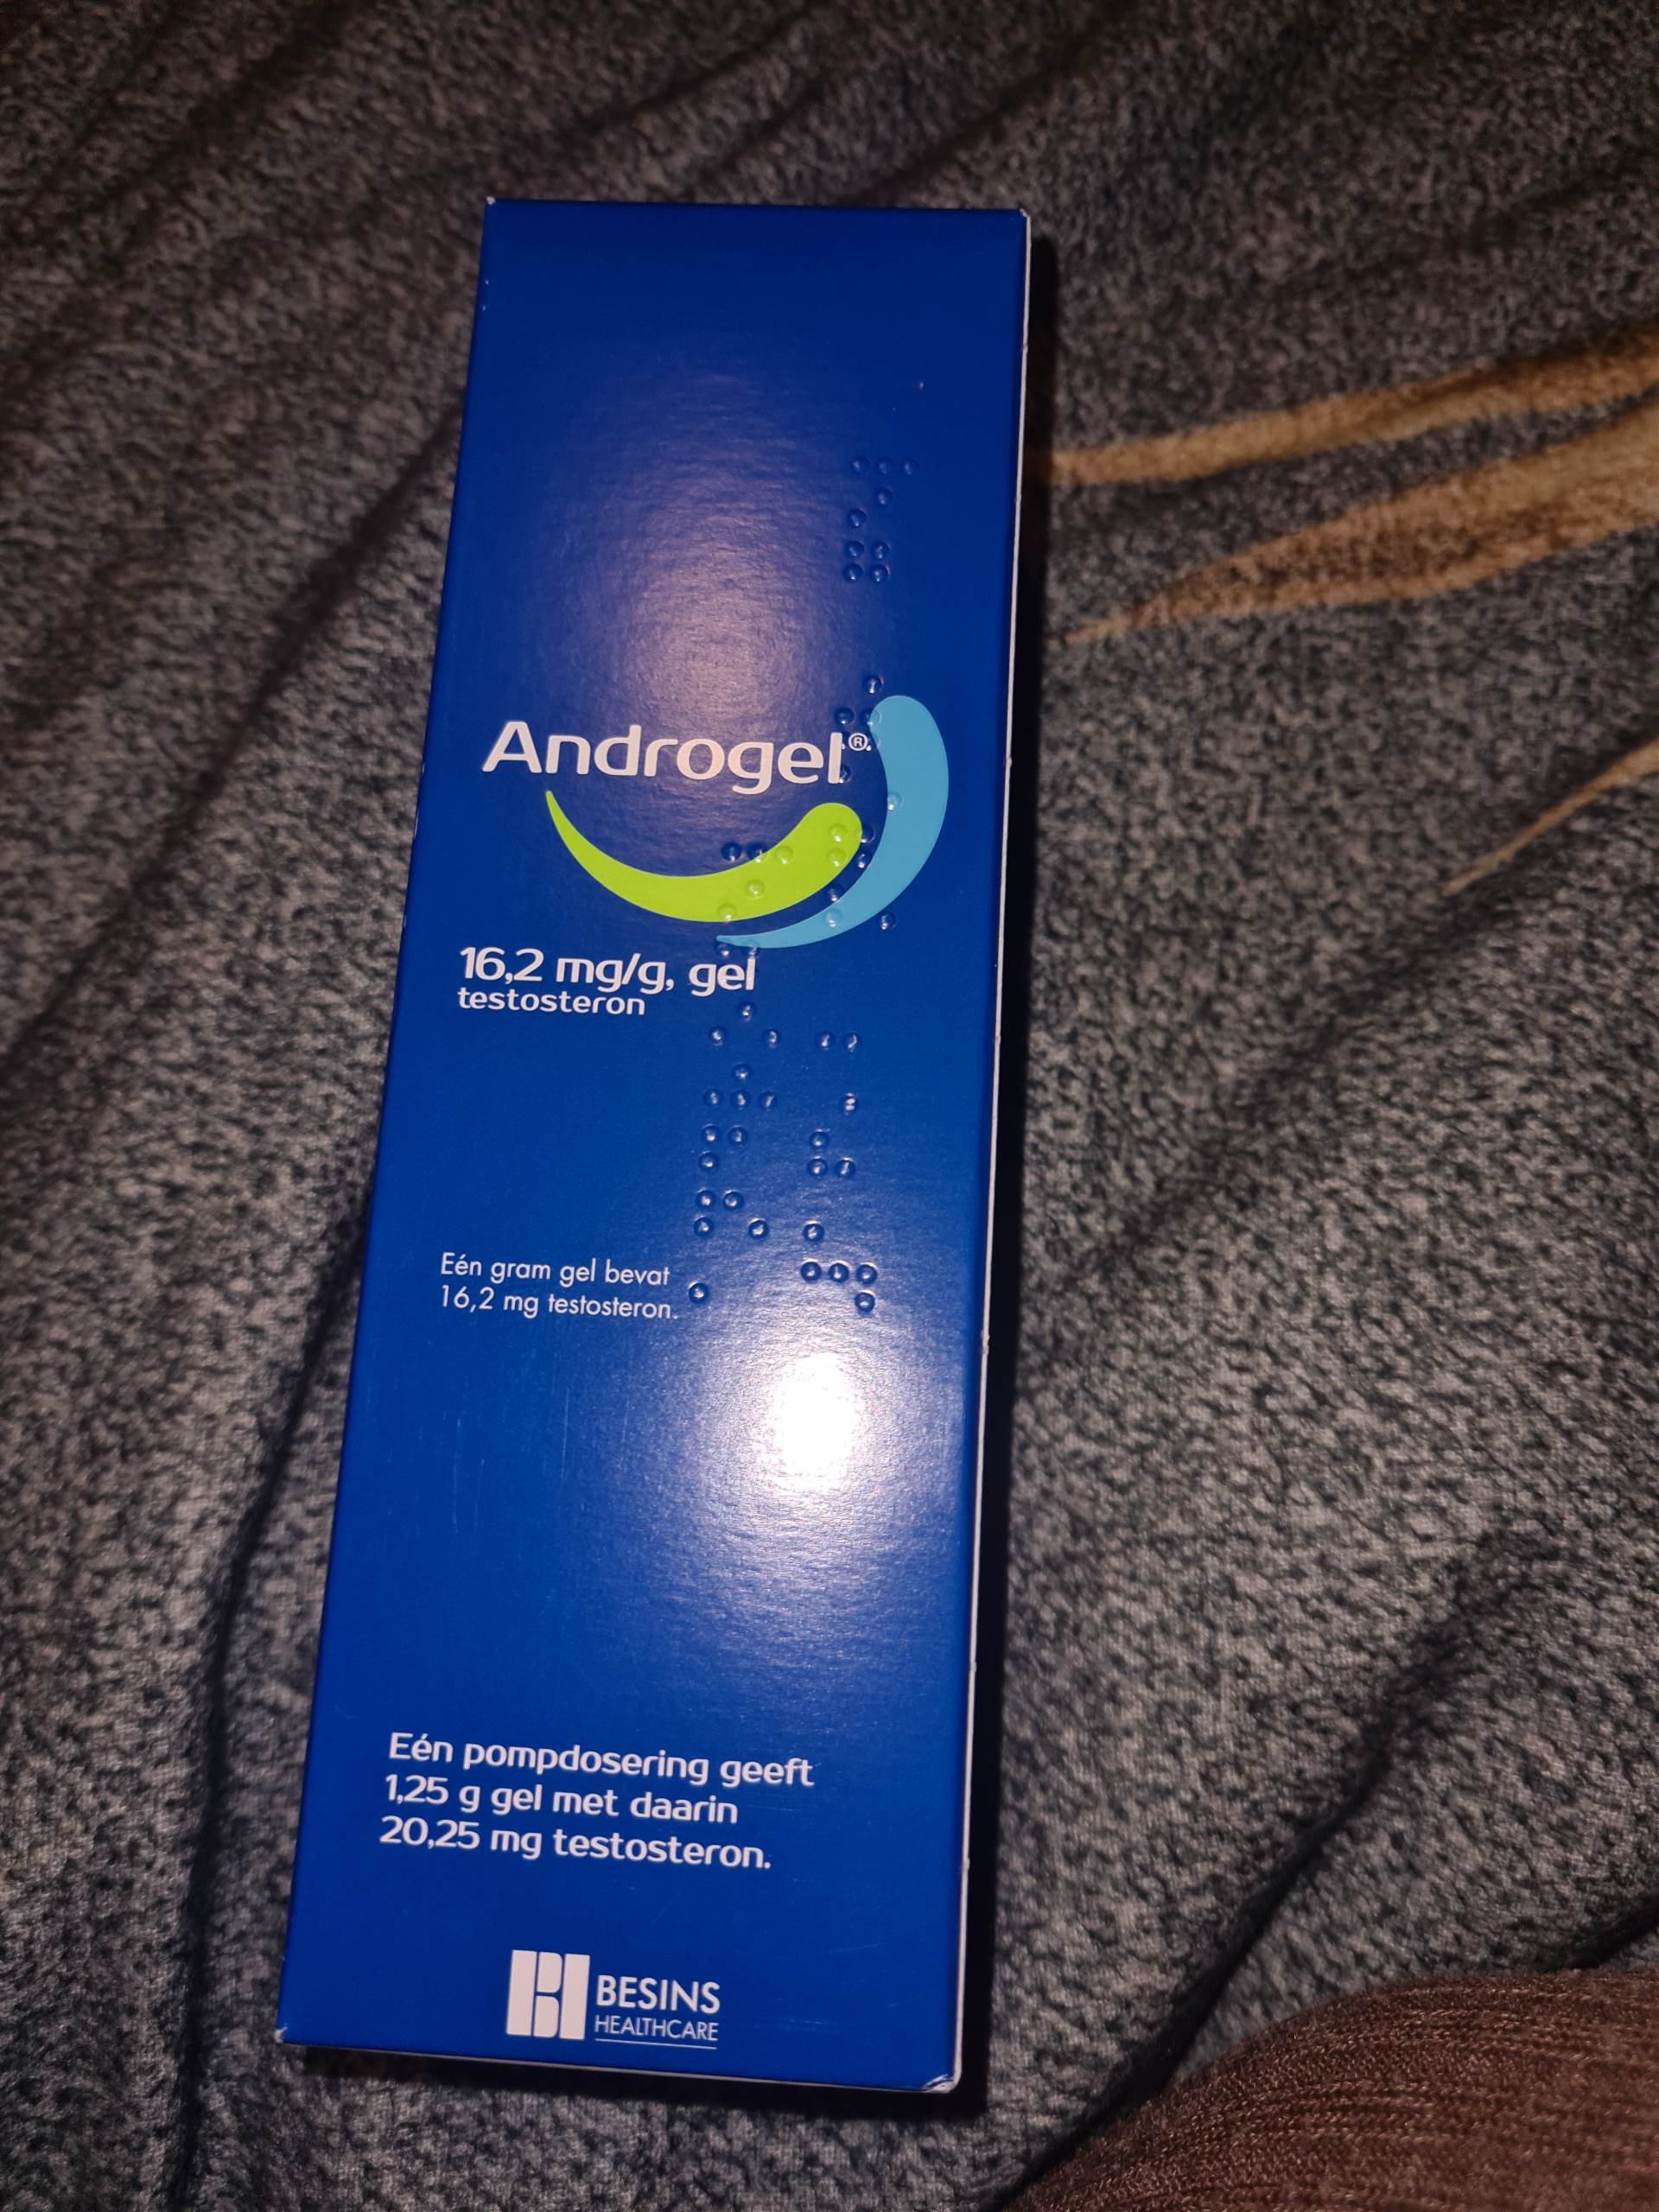 Androgel®
16,2 mg/g, gel
testosteron
Eén gram gel bevat
16,2 mg testosteron.
Eén pompdosering geeft
1,25 g gel met daarin
20,25 mg testosteron.
BESINS
HEALTHCARE